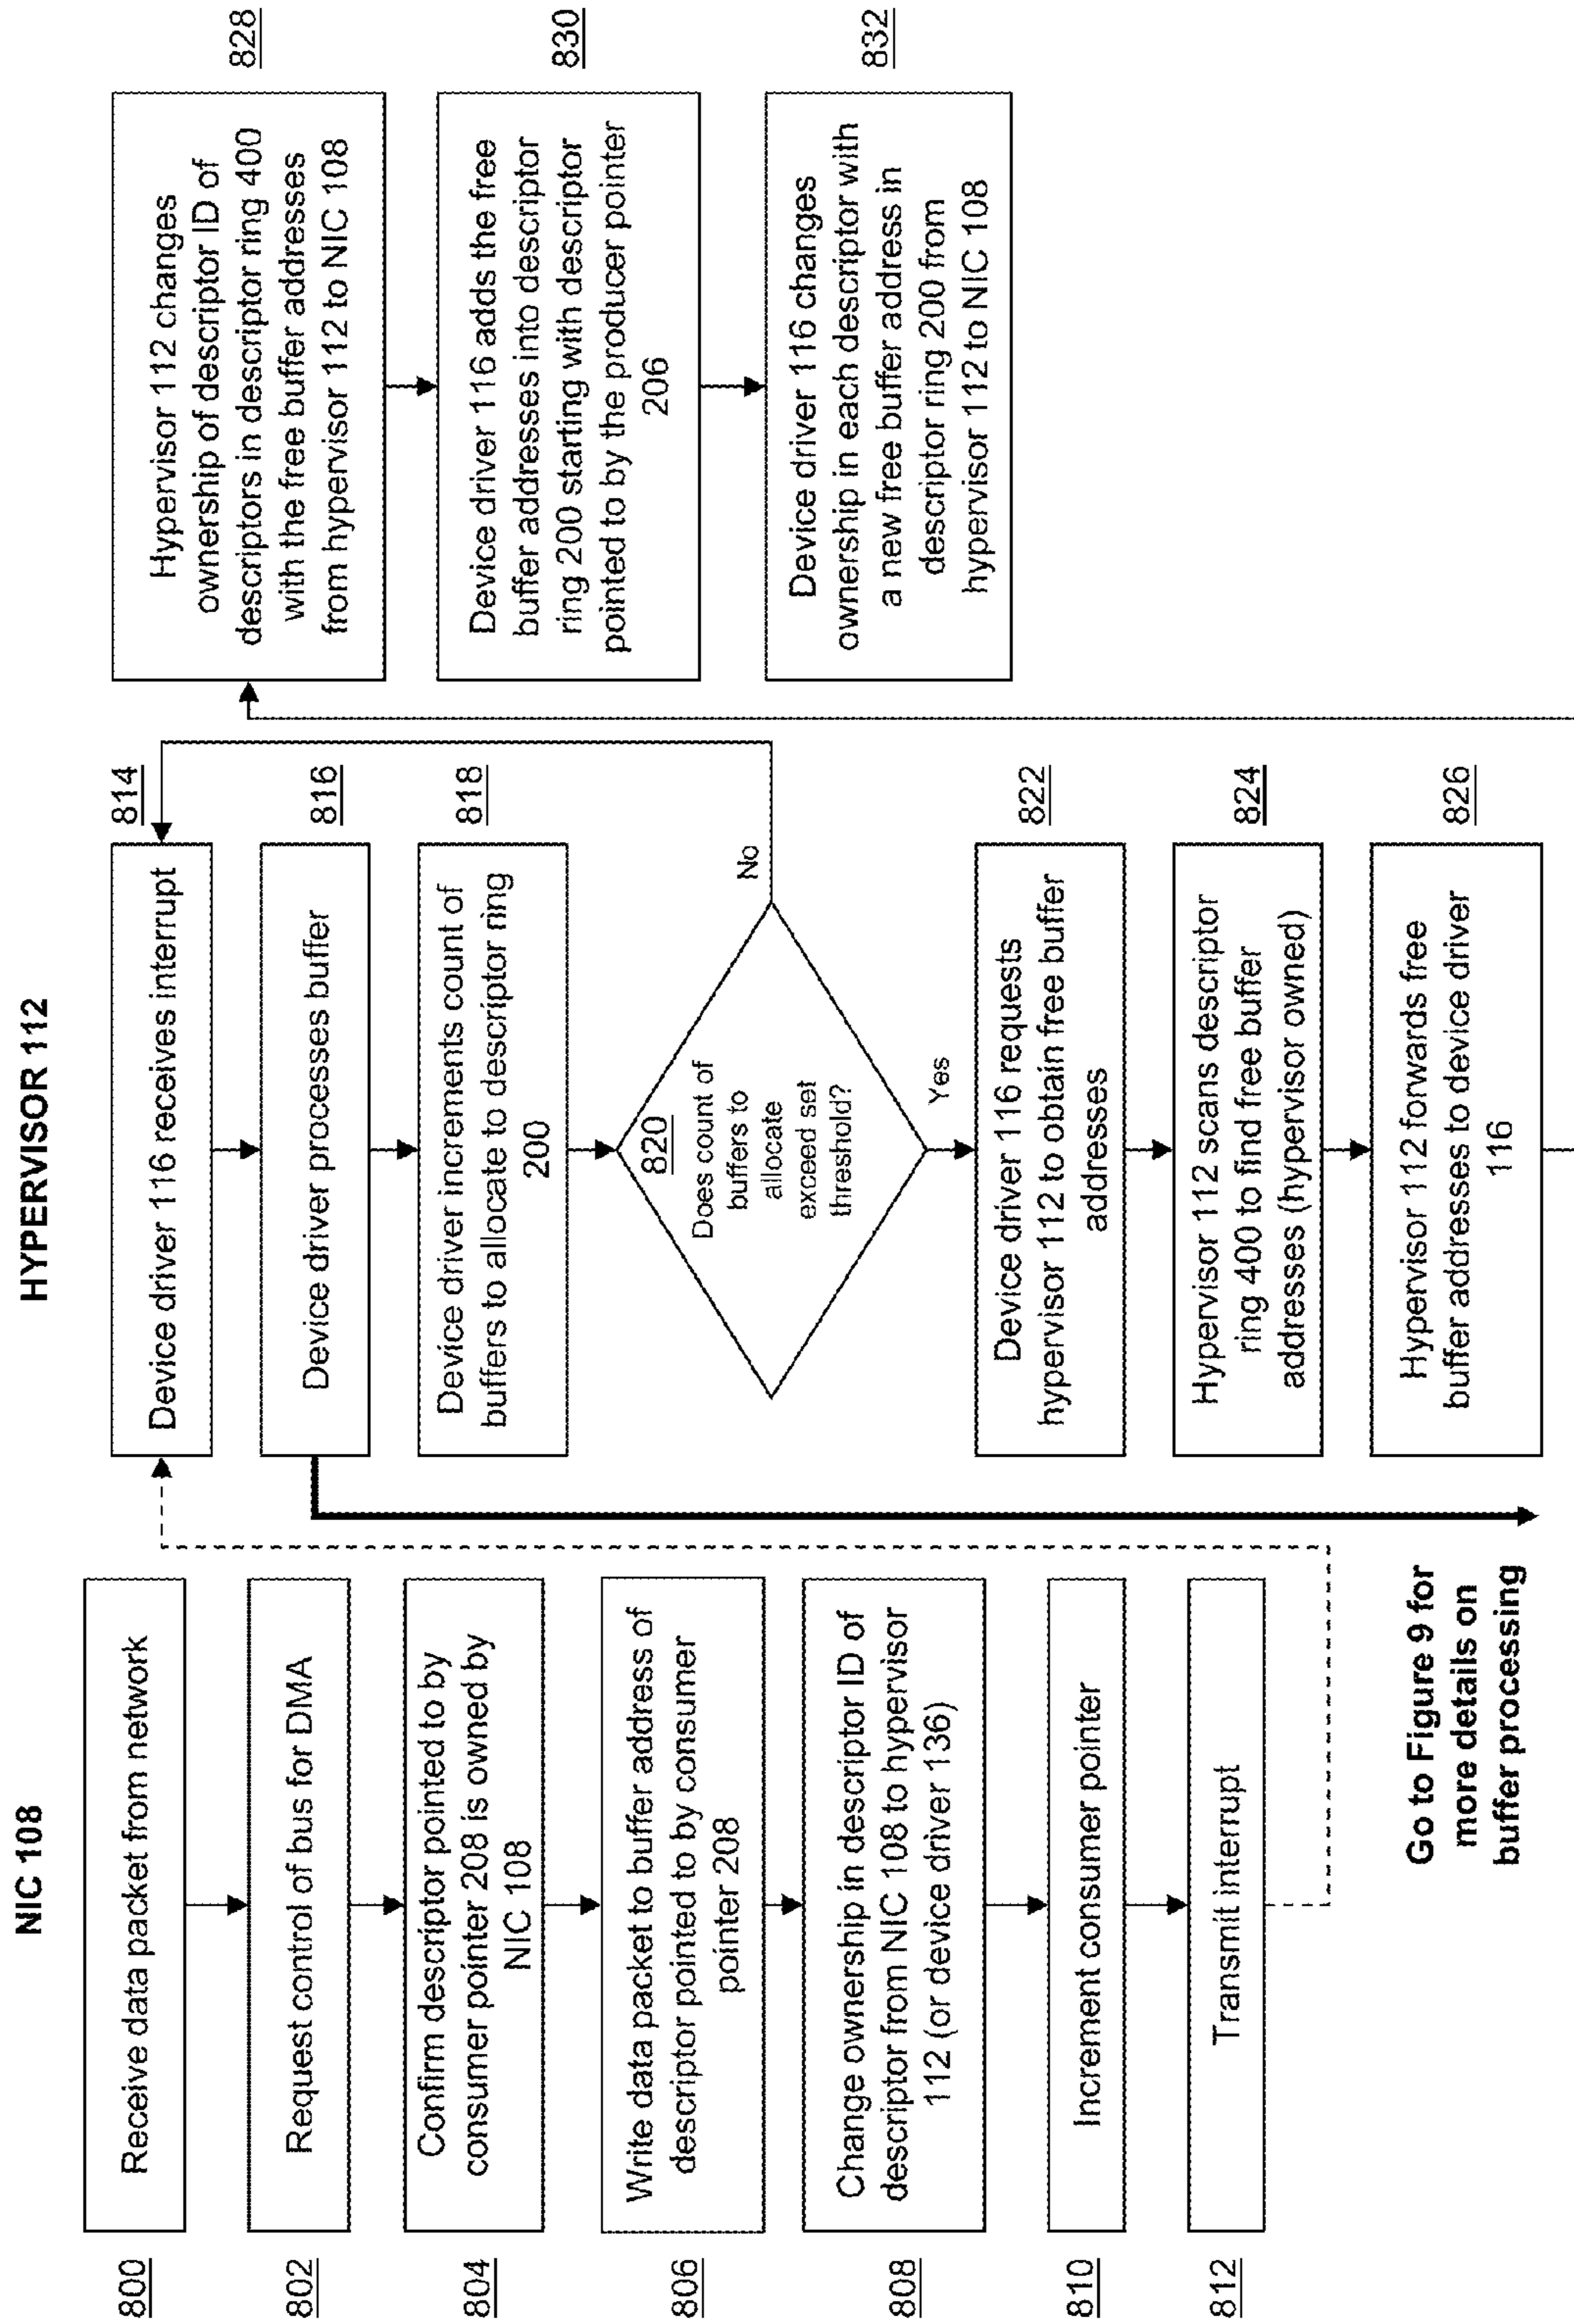 NIC 108
800
Receive data packet from network
802
Request control of bus for DMA
804
Confirm descriptor pointed to by
consumer pointer 208 is owned by
NIC 108
806
Write data packet to buffer address of
descriptor pointed to by consumer
pointer 208
808
Change ownership in descriptor ID of
descriptor from NIC 108 to hypervisor
112 (or device driver 136)
810
Increment consumer pointer
812
Transmit interrupt
Go to Figure 9 for
more details on
buffer processing
HYPERVISOR 112
814
Device driver 116 receives interrupt
816
Device driver processes buffer
818
Device driver increments count of
buffers to allocate to descriptor ring
200
820
Does count of
buffers to
allocate
exceed set
threshold?
No
Yes
822
Device driver 116 requests
hypervisor 112 to obtain free buffer
addresses
824
Hypervisor 112 scans descriptor
ring 400 to find free buffer
addresses (hypervisor owned)
826
Hypervisor 112 forwards free
buffer addresses to device driver
116
828
Hypervisor 112 changes
ownership of descriptor ID of
descriptors in descriptor ring 400
with the free buffer addresses
from hypervisor 112 to NIC 108
830
Device driver 116 adds the free
buffer addresses into descriptor
ring 200 starting with descriptor
pointed to by the producer pointer
206
832
Device driver 116 changes
ownership in each descriptor with
a new free buffer address in
descriptor ring 200 from
hypervisor 112 to NIC 108